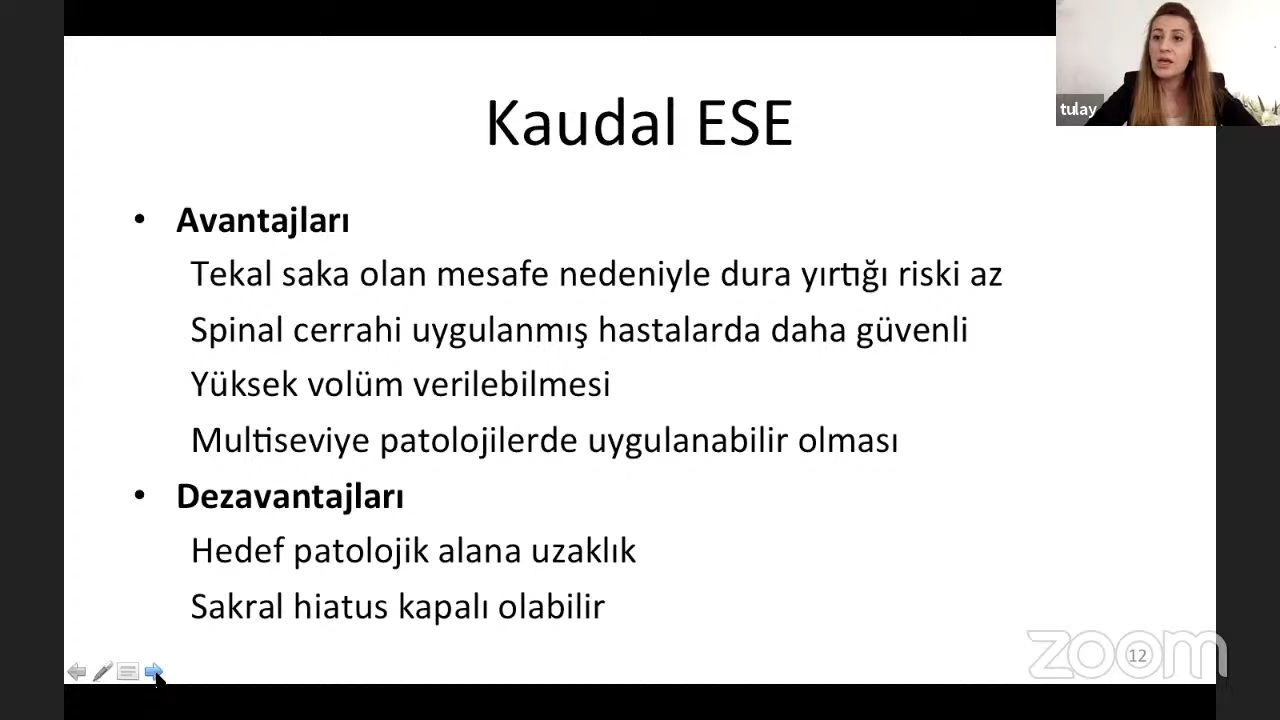 tulay
Kaudal ESE
• Avantajları
Tekal saka olan mesafe nedeniyle dura yırtığı riski az
Spinal cerrahi uygulanmış hastalarda daha güvenli
Yüksek volüm verilebilmesi
Multiseviye patolojilerde uygulanabilir olması
• Dezavantajları
Hedef patolojik alana uzaklık
Sakral hiatus kapalı olabilir
zoom
12